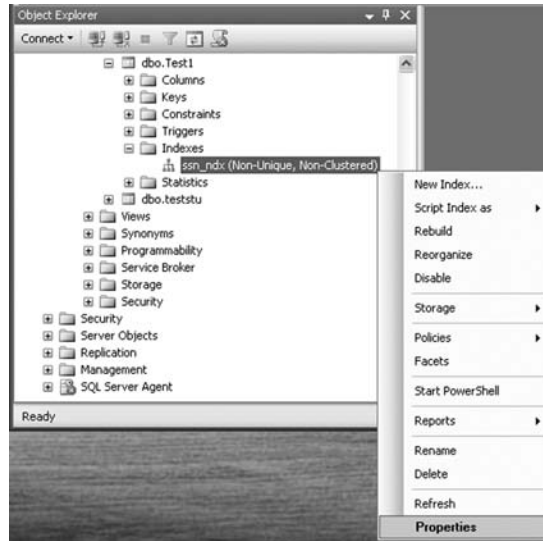 Object Explorer
Connect
dbo.Test1
Columns
Keys
Constraints
Triggers
Indexes
ssn_ndx (Non-Unique, Non-Clustered)
Statistics
dbo.teststu
Views
Synonyms
Programmability
Service Broker
Storage
Security
Security
Server Objects
Replication
Management
SQL Server Agent
Ready
New Index...
Script Index as
Rebuild
Reorganize
Disable
Storage
Policies
Facets
Start PowerShell
Reports
Rename
Delete
Refresh
Properties